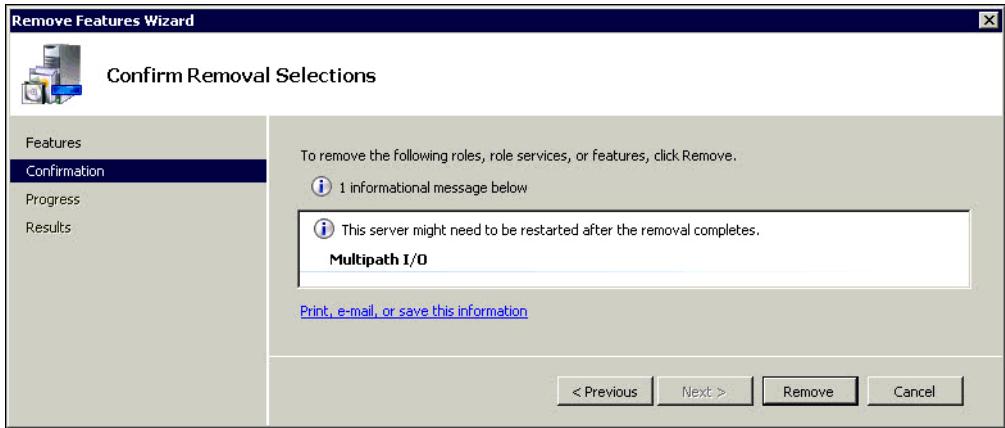 Remove Features Wizard
Confirm Removal Selections
Features
Confirmation
Progress
Results
To remove the following roles, role services, or features, click Remove.
1 informational message below
This server might need to be restarted after the removal completes.
Multipath I/O
Print, e-mail, or save this information
< Previous
Next >
Remove
Cancel